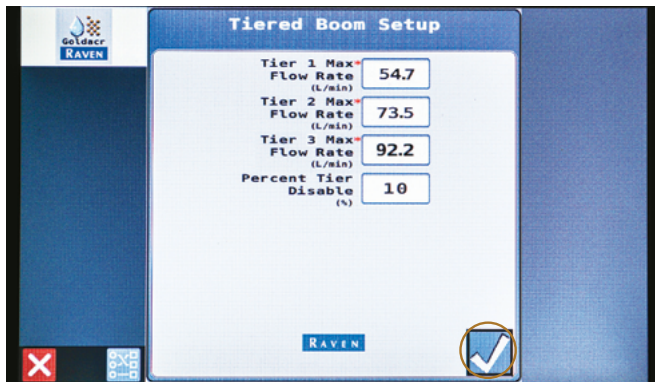 Goldacr
RAVEN
Tiered Boom Setup
Tier 1 Max*
Flow Rate
(L/min)
54.7
Tier 2 Max*
Flow Rate
(L/min)
73.5
Tier 3 Max*
Flow Rate
(L/min)
92.2
Percent Tier
Disable
(%)
10
RAVEN